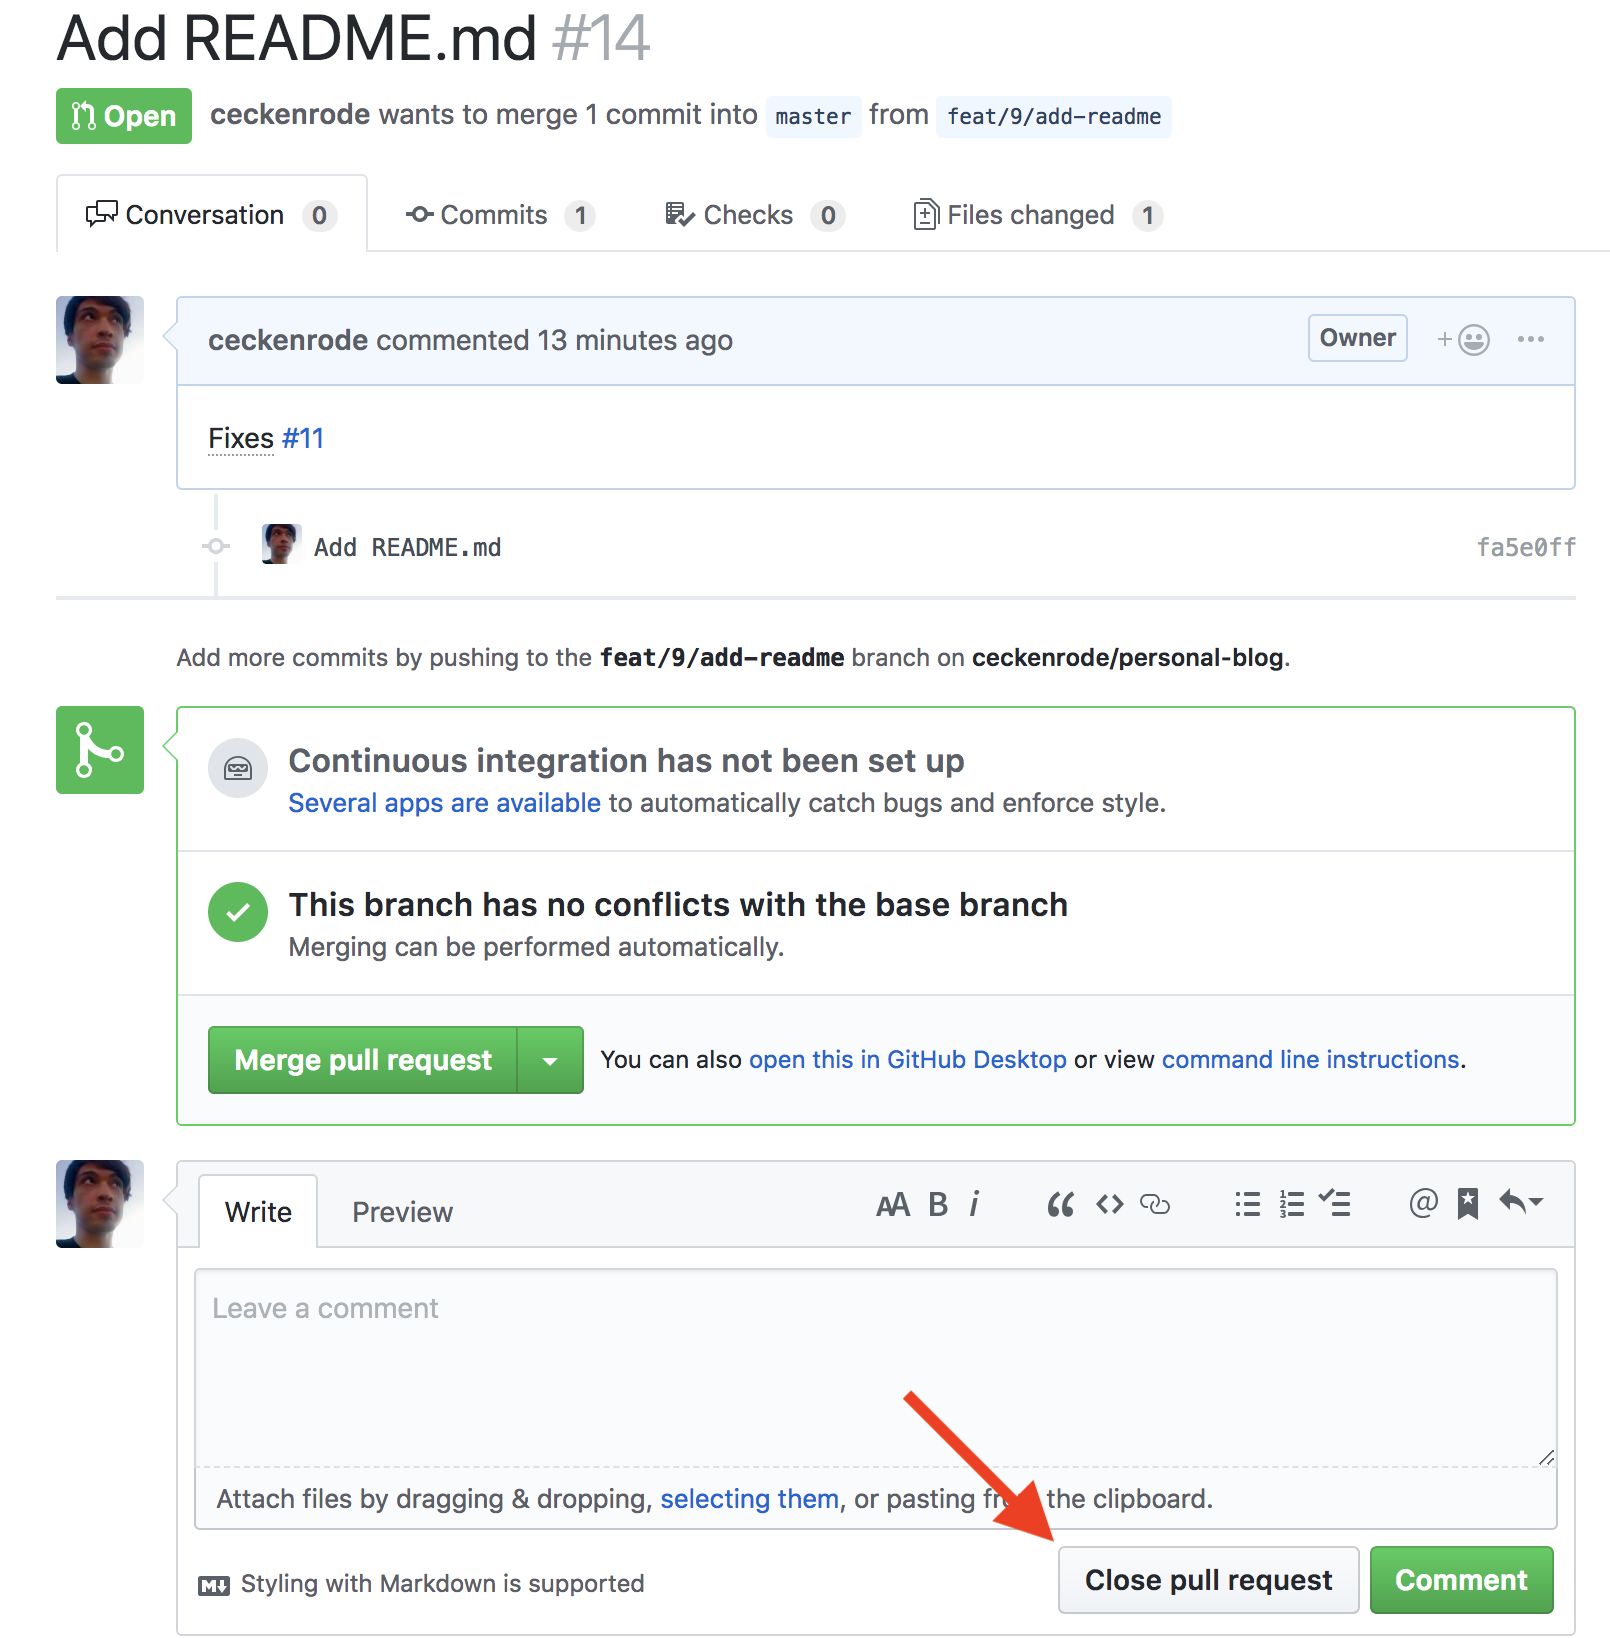 Add README.md #14
Open ceckenrode wants to merge 1 commit into master from feat/9/add-readme
Conversation 0 Commits 1 Checks 0 Files changed 1
ceckenrode commented 13 minutes ago Owner
Fixes #11
Add README.md fa5e0ff
Add more commits by pushing to the feat/9/add-readme branch on ceckenrode/personal-blog.
Continuous integration has not been set up
Several apps are available to automatically catch bugs and enforce style.
This branch has no conflicts with the base branch
Merging can be performed automatically.
Merge pull request You can also open this in GitHub Desktop or view command line instructions.
Write Preview
Leave a comment
Attach files by dragging & dropping, selecting them, or pasting the clipboard.
Styling with Markdown is supported Close pull request Comment